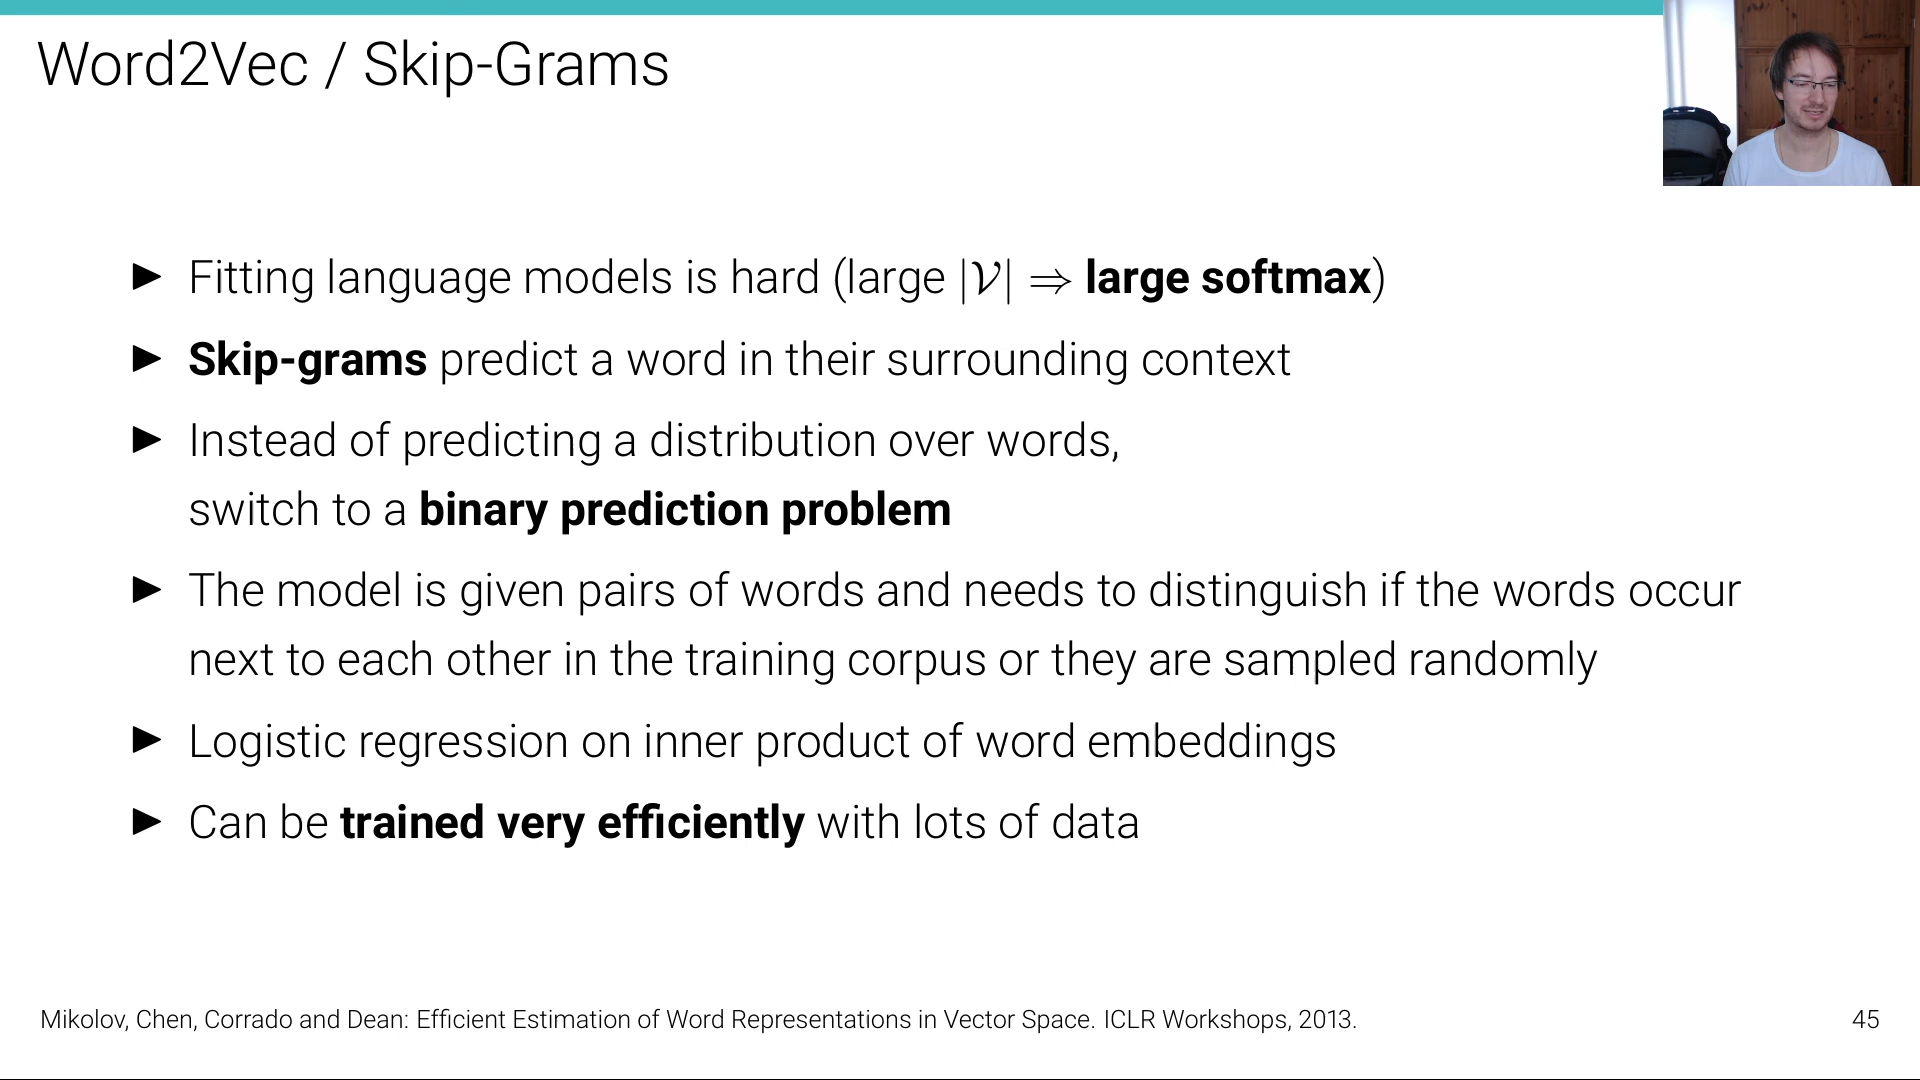 Word2Vec / Skip-Grams
► Fitting language models is hard (large |𝒱| ⇒ large softmax)
► Skip-grams predict a word in their surrounding context
► Instead of predicting a distribution over words,
switch to a binary prediction problem
► The model is given pairs of words and needs to distinguish if the words occur
next to each other in the training corpus or they are sampled randomly
► Logistic regression on inner product of word embeddings
► Can be trained very efficiently with lots of data
Mikolov, Chen, Corrado and Dean: Efficient Estimation of Word Representations in Vector Space. ICLR Workshops, 2013.
45